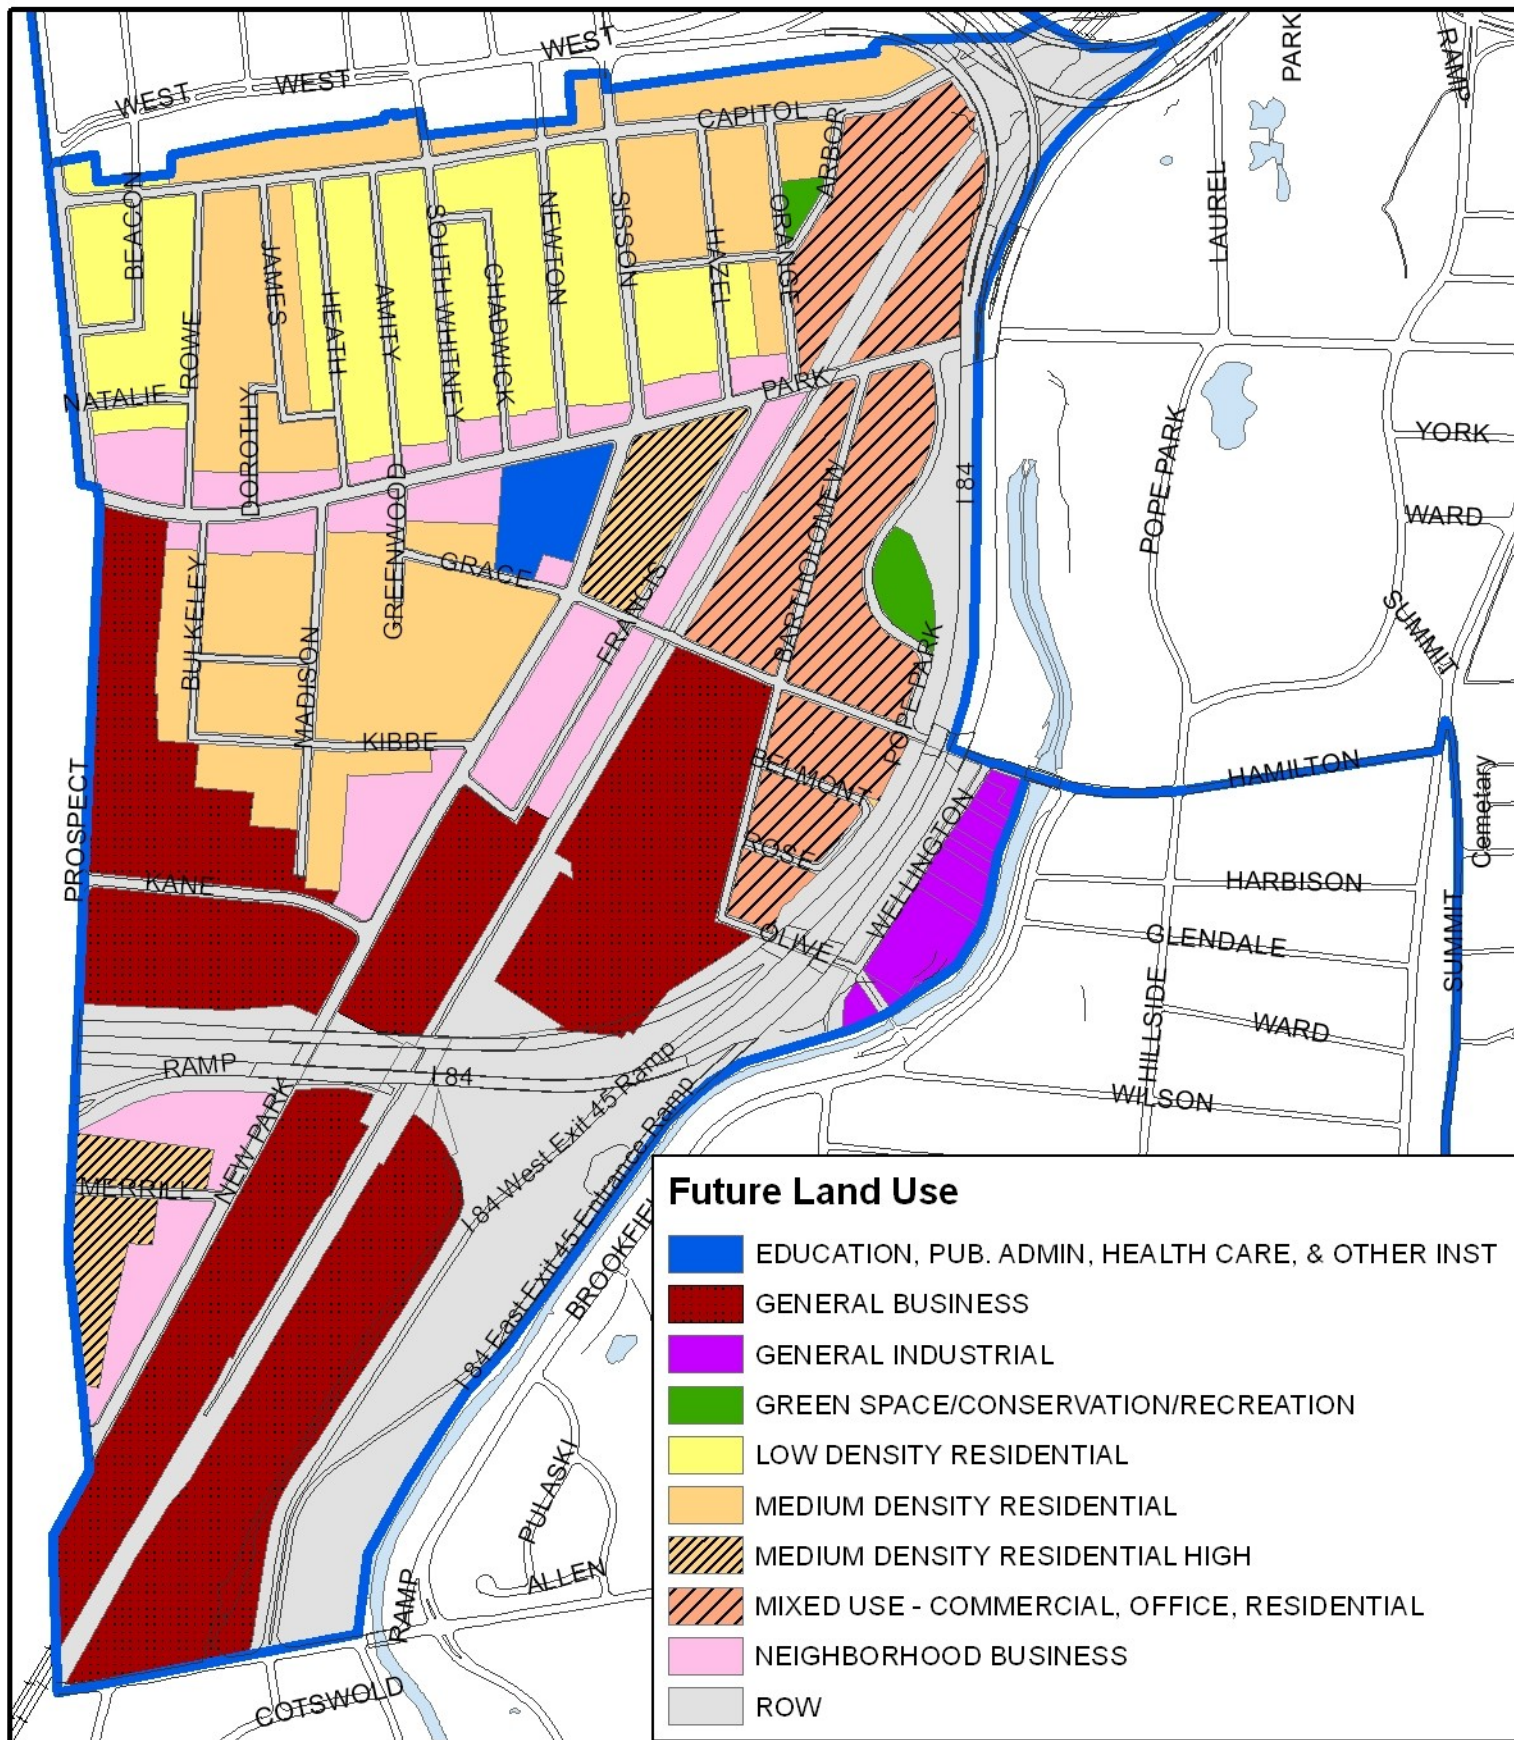 PARK
RAMP
WEST
WEST
WEST
CAPITOL
ARBOR
BEACON
LAUREL
ORANGE
SISSON
NEWTON
SOUTH WHITNEY
HAZEL
JAMES
CHADWICK
HEATH
AMITY
ROWE
PARK
NATALIE
DOROTHY
POPE PARK
YORK
GREENWOOD
I 84
BARTHOLOMEW
WARD
GRACE
FRANCIS
BULKELEY
SUMMIT
MADISON
POPE PARK
KIBBE
BELMONT
HAMILTON
PROSPECT
WELLINGTON
Cemetary
ROSE
KANE
HARBISON
OLIVE
GLENDALE
SUMMIT
HILLSIDE
WARD
RAMP
I 84
WILSON
I 84 West Exit 45 Ramp
NEW PARK
MERRILL
I 84 East Exit 45 Entrance Ramp
BROOKFIEL
PULASKI
ALLEN
RAMP
COTSWOLD
Future Land Use
EDUCATION, PUB. ADMIN, HEALTH CARE, & OTHER INST
GENERAL BUSINESS
GENERAL INDUSTRIAL
GREEN SPACE/CONSERVATION/RECREATION
LOW DENSITY RESIDENTIAL
MEDIUM DENSITY RESIDENTIAL
MEDIUM DENSITY RESIDENTIAL HIGH
MIXED USE - COMMERCIAL, OFFICE, RESIDENTIAL
NEIGHBORHOOD BUSINESS
ROW